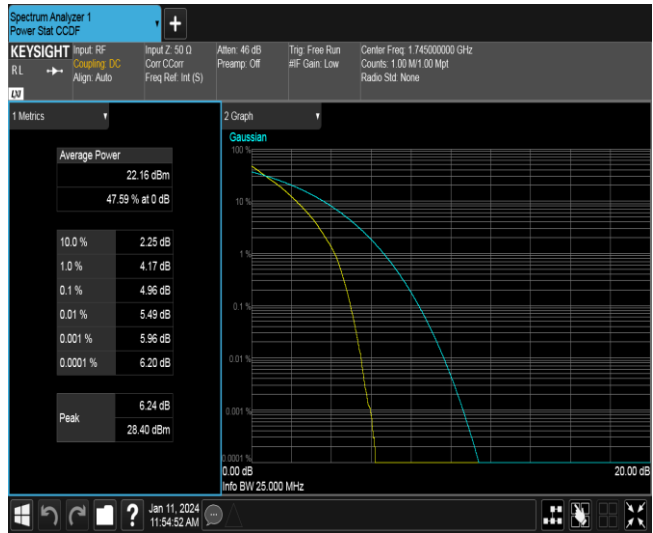 Spectrum Analyzer 1
Power Stat CCDF
+
KEYSIGHT
RL
LXI
Input: RF
Coupling: DC
Align: Auto
Input Z: 50 Ω
Corr CCorr
Freq Ref: Int (S)
Atten: 46 dB
Preamp: Off
Trig: Free Run
#IF Gain: Low
Center Freq: 1.745000000 GHz
Counts: 1.00 M/1.00 Mpt
Radio Std: None
1 Metrics
Average Power
22.16 dBm
47.59 % at 0 dB
10.0 % 2.25 dB
1.0 % 4.17 dB
0.1 % 4.96 dB
0.01 % 5.49 dB
0.001 % 5.96 dB
0.0001 % 6.20 dB
Peak
6.24 dB
28.40 dBm
2 Graph
Gaussian
100 %
10 %
1 %
0.1 %
0.01 %
0.001 %
0.0001 %
0.00 dB 20.00 dB
Info BW 25.000 MHz
?
Jan 11, 2024
11:54:52 AM